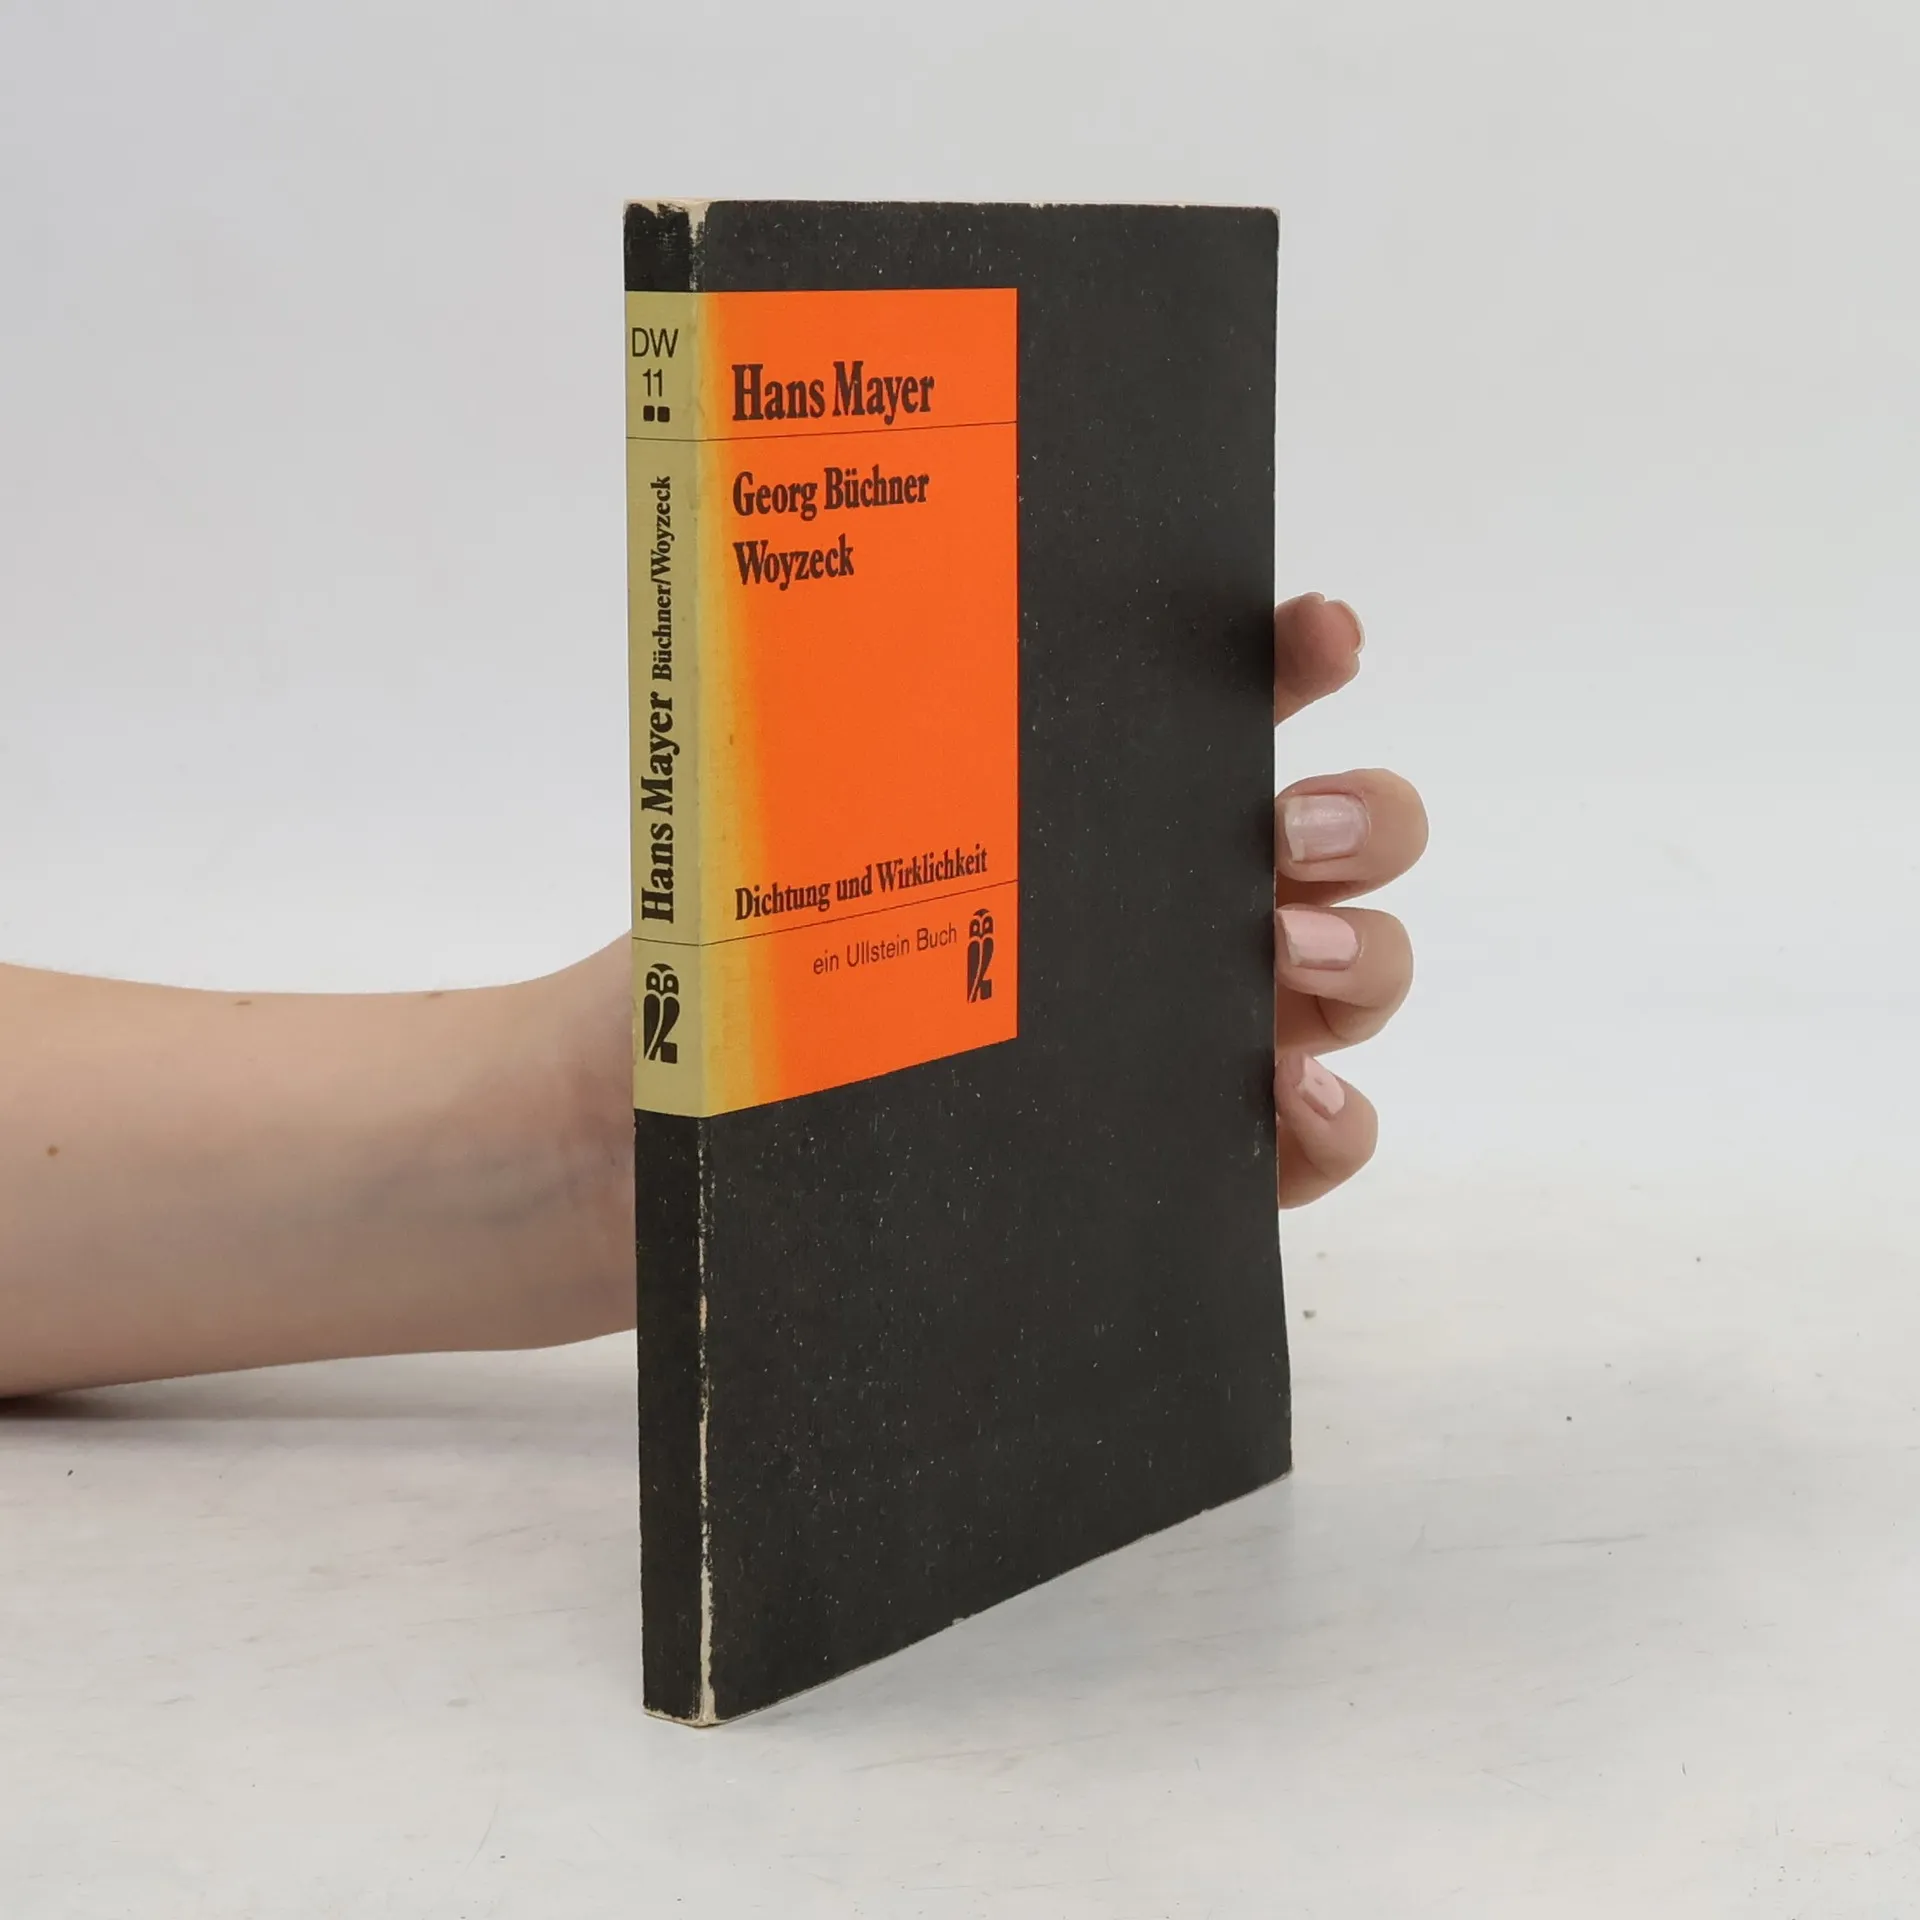 DW
11
Hans Mayer Büchner/Woyzeck
Hans Mayer
Georg Büchner
Woyzeck
Dichtung und Wirklichkeit
ein Ullstein Buch